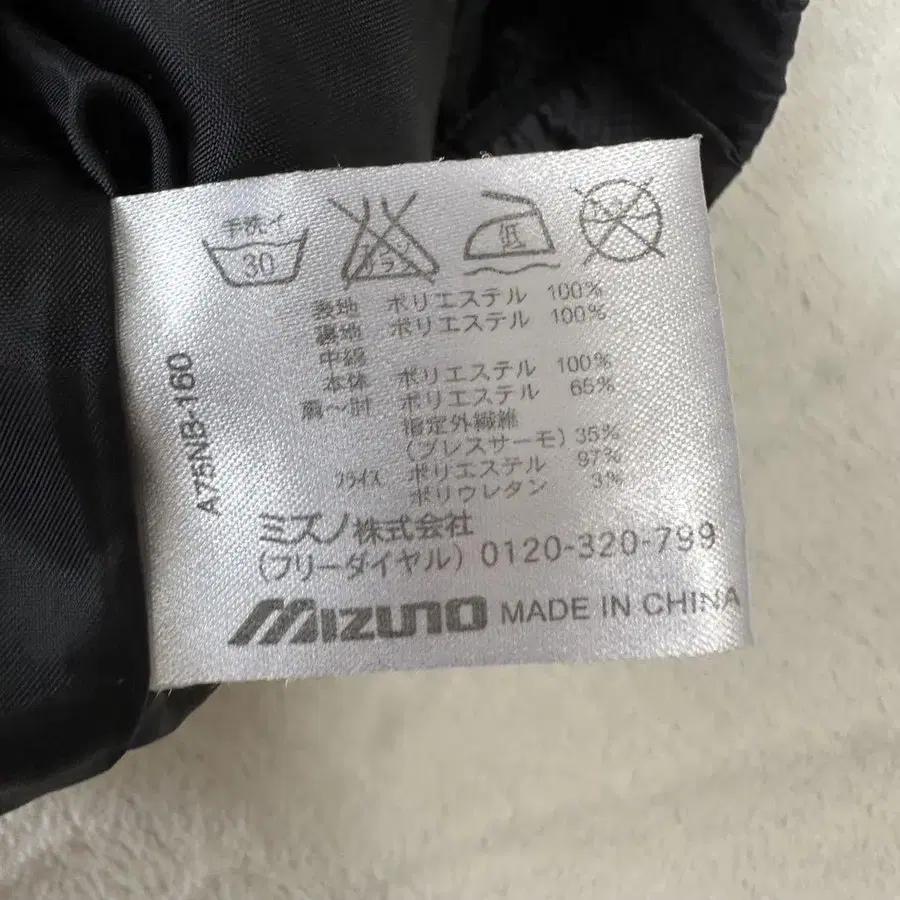 手洗イ
30
低
表地 ポリエステル 100%
裏地 ポリエステル 100%
中綿
本体 ポリエステル 100%
肩～肘 ポリエステル 65%
指定外繊維
(ブレスサーモ) 35%
フライス ポリエステル 97%
ポリウレタン 3%
ミズノ株式会社
(フリーダイヤル) 0120-320-799
MIZUNO MADE IN CHINA
A75NB-160